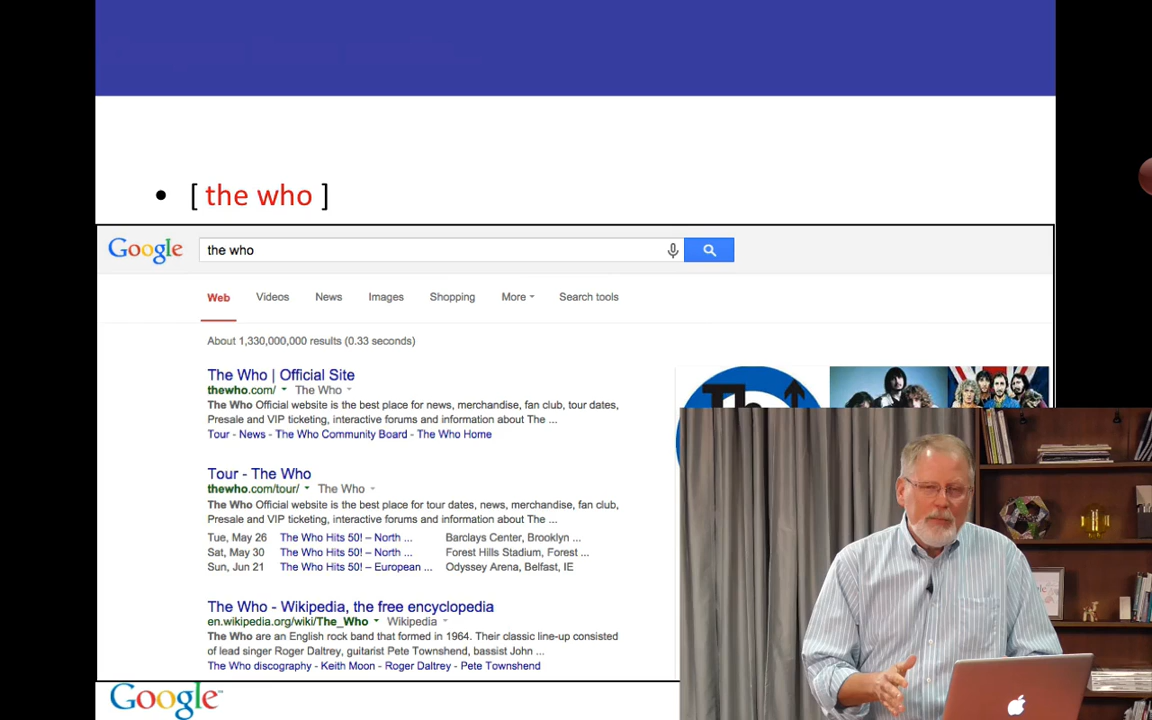 • [ the who ]
Google the who
Web Videos News Images Shopping More Search tools
About 1,330,000,000 results (0.33 seconds)
The Who | Official Site
thewho.com/ The Who
The Who Official website is the best place for news, merchandise, fan club, tour dates,
Presale and VIP ticketing, interactive forums and information about The ...
Tour - News - The Who Community Board - The Who Home
Tour - The Who
thewho.com/tour/ The Who
The Who Official website is the best place for tour dates, news, merchandise, fan club,
Presale and VIP ticketing, interactive forums and information about The ...
Tue, May 26 The Who Hits 50! – North ... Barclays Center, Brooklyn ...
Sat, May 30 The Who Hits 50! – North ... Forest Hills Stadium, Forest ...
Sun, Jun 21 The Who Hits 50! – European ... Odyssey Arena, Belfast, IE
The Who - Wikipedia, the free encyclopedia
en.wikipedia.org/wiki/The_Who Wikipedia
The Who are an English rock band that formed in 1964. Their classic line-up consisted
of lead singer Roger Daltrey, guitarist Pete Townshend, bassist John ...
The Who discography - Keith Moon - Roger Daltrey - Pete Townshend
Google™